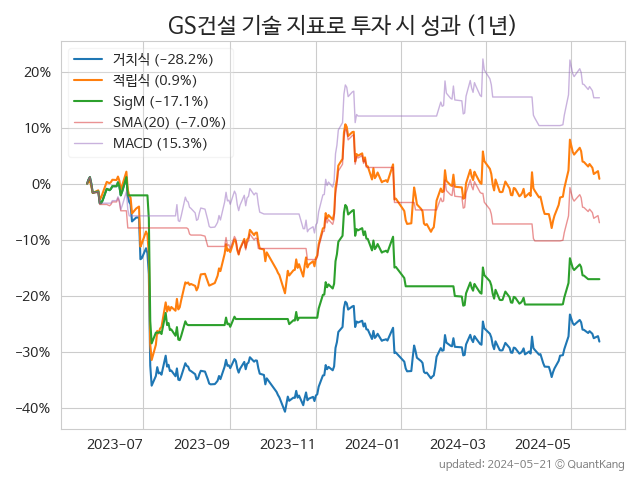 GS건설 기술 지표로 투자 시 성과 (1년)
거치식 (−28.2%)
적립식 (0.9%)
SigM (−17.1%)
SMA(20) (−7.0%)
MACD (15.3%)
20%
10%
0%
−10%
−20%
−30%
−40%
2023−07 2023−09 2023−11 2024−01 2024−03 2024−05
updated: 2024−05−21 © QuantKang